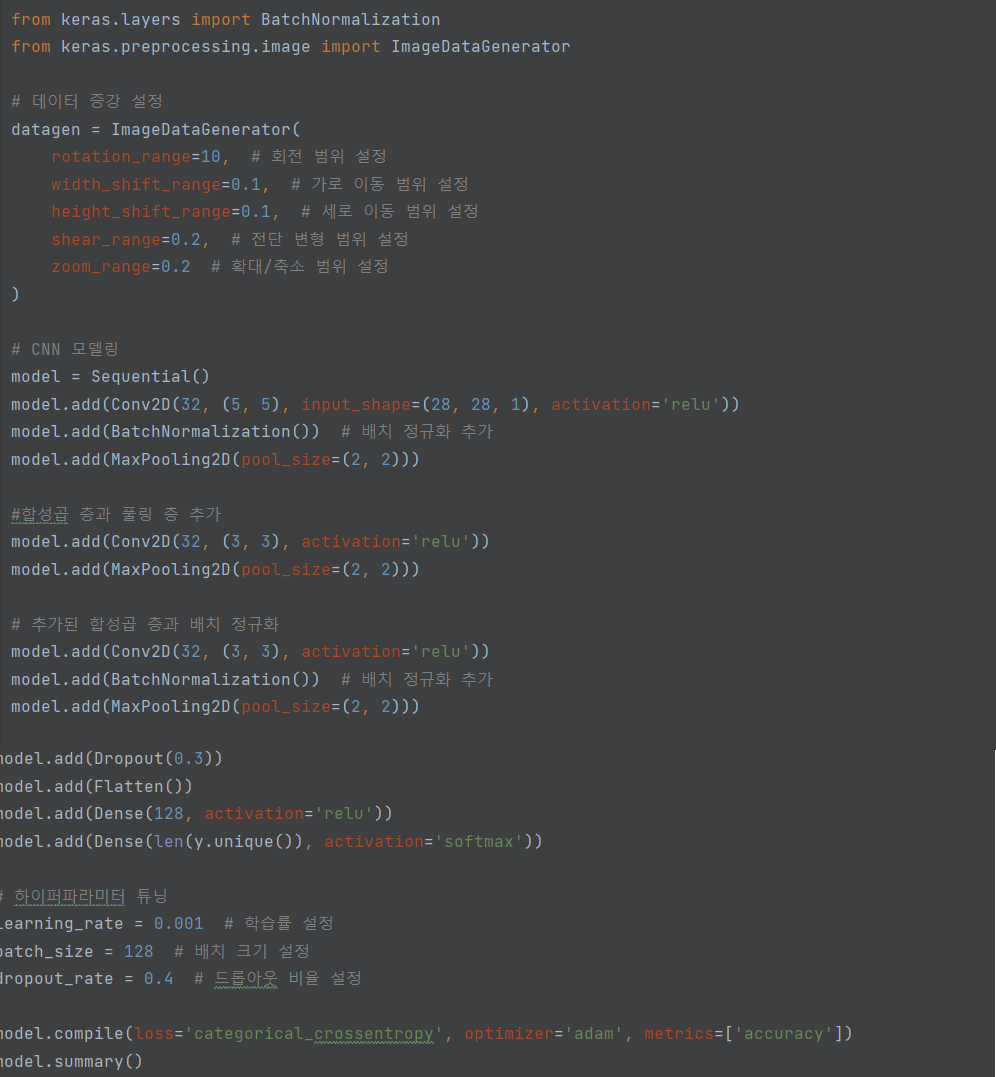 from keras.layers import BatchNormalization
from keras.preprocessing.image import ImageDataGenerator
# 데이터 증강 설정
datagen = ImageDataGenerator(
    rotation_range=10,  # 회전 범위 설정
    width_shift_range=0.1,  # 가로 이동 범위 설정
    height_shift_range=0.1,  # 세로 이동 범위 설정
    shear_range=0.2,  # 전단 변형 범위 설정
    zoom_range=0.2  # 확대/축소 범위 설정
)
# CNN 모델링
model = Sequential()
model.add(Conv2D(32, (5, 5), input_shape=(28, 28, 1), activation='relu'))
model.add(BatchNormalization())  # 배치 정규화 추가
model.add(MaxPooling2D(pool_size=(2, 2)))
#합성곱 층과 풀링 층 추가
model.add(Conv2D(32, (3, 3), activation='relu'))
model.add(MaxPooling2D(pool_size=(2, 2)))
# 추가된 합성곱 층과 배치 정규화
model.add(Conv2D(32, (3, 3), activation='relu'))
model.add(BatchNormalization())  # 배치 정규화 추가
model.add(MaxPooling2D(pool_size=(2, 2)))
model.add(Dropout(0.3))
model.add(Flatten())
model.add(Dense(128, activation='relu'))
model.add(Dense(len(y.unique()), activation='softmax'))
# 하이퍼파라미터 튜닝
learning_rate = 0.001  # 학습률 설정
batch_size = 128  # 배치 크기 설정
dropout_rate = 0.4  # 드롭아웃 비율 설정
model.compile(loss='categorical_crossentropy', optimizer='adam', metrics=['accuracy'])
model.summary()